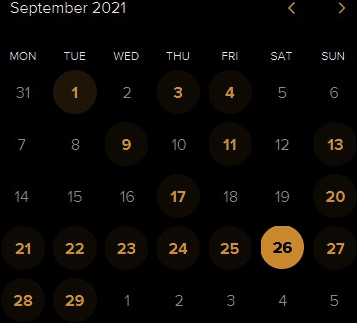 September 2021
MON TUE WED THU FRI SAT SUN
31 1 2 3 4 5 6
7 8 9 10 11 12 13
14 15 16 17 18 19 20
21 22 23 24 25 26 27
28 29 1 2 3 4 5